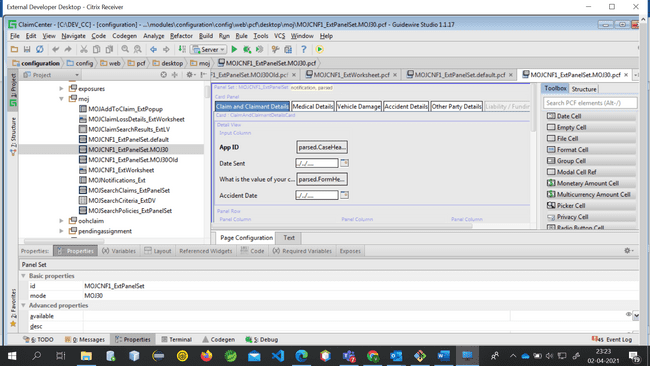 External Developer Desktop - Citrix Receiver
ClaimCenter - [C:\DEV_CC] - [configuration] - ...\modules\configuration\config\web\pcf\desktop\moj\MOJCNF1_ExtPanelSet.MOJ30.pcf - Guidewire Studio 1.1.17
File Edit View Navigate Code Codegen Analyze Refactor Build Run Tools VCS Window Help
Server
configuration config web pcf desktop moj MOJCNF1_ExtPanelSet.MOJ30.pcf
Project
_ExtPanelSet.MOJ30Old.pcf MOJCNF1_ExtWorksheet.pcf MOJCNF1_ExtPanelSet.default.pcf MOJCNF1_ExtPanelSet.MOJ30.pcf
1: Project
Structure
2: Favorites
exposures
moj
MOJAddToClaim_ExtPopup
MOJClaimLossDetails_ExtWorksheet
MOJClaimSearchResults_ExtLV
MOJCNF1_ExtPanelSet.default
MOJCNF1_ExtPanelSet.MOJ30
MOJCNF1_ExtPanelSet.MOJ30Old
MOJCNF1_ExtWorksheet
MOJNotifications_Ext
MOJSearchClaims_ExtPanelSet
MOJSearchCriteria_ExtDV
MOJSearchPolicies_ExtPanelSet
oohclaim
pendingassignment
Panel Set : MOJCNF1_ExtPanelSet notification, parsed
Card Panel
Claim and Claimant Details Medical Details Vehicle Damage Accident Details Other Party Details Liability / Fundin
Card : ClaimAndClaimentDetailsCard
Detail View
Input Column
App ID parsed.CaseHea...
Date Sent ../../....
What is the value of your c... parsed.FormHe...
Accident Date ../../....
Panel Row
Panel Column Panel Column Panel Column
Page Configuration Text
Toolbox Structure
Search PCF elements (Alt-/)
Date Cell
Empty Cell
File Cell
Format Cell
Group Cell
Modal Cell Ref
Monetary Amount Cell
Multicurrency Amount Cell
Picker Cell
Privacy Cell
Radio Button Cell
Properties: Properties Variables Layout Referenced Widgets Code Required Variables Exposes
Panel Set
Basic properties
id MOJCNF1_ExtPanelSet
mode MOJ30
Advanced properties
available
desc
6: TODO 0: Messages Properties Terminal Codegen 5: Debug
45 Event Log
23:23
02-04-2021